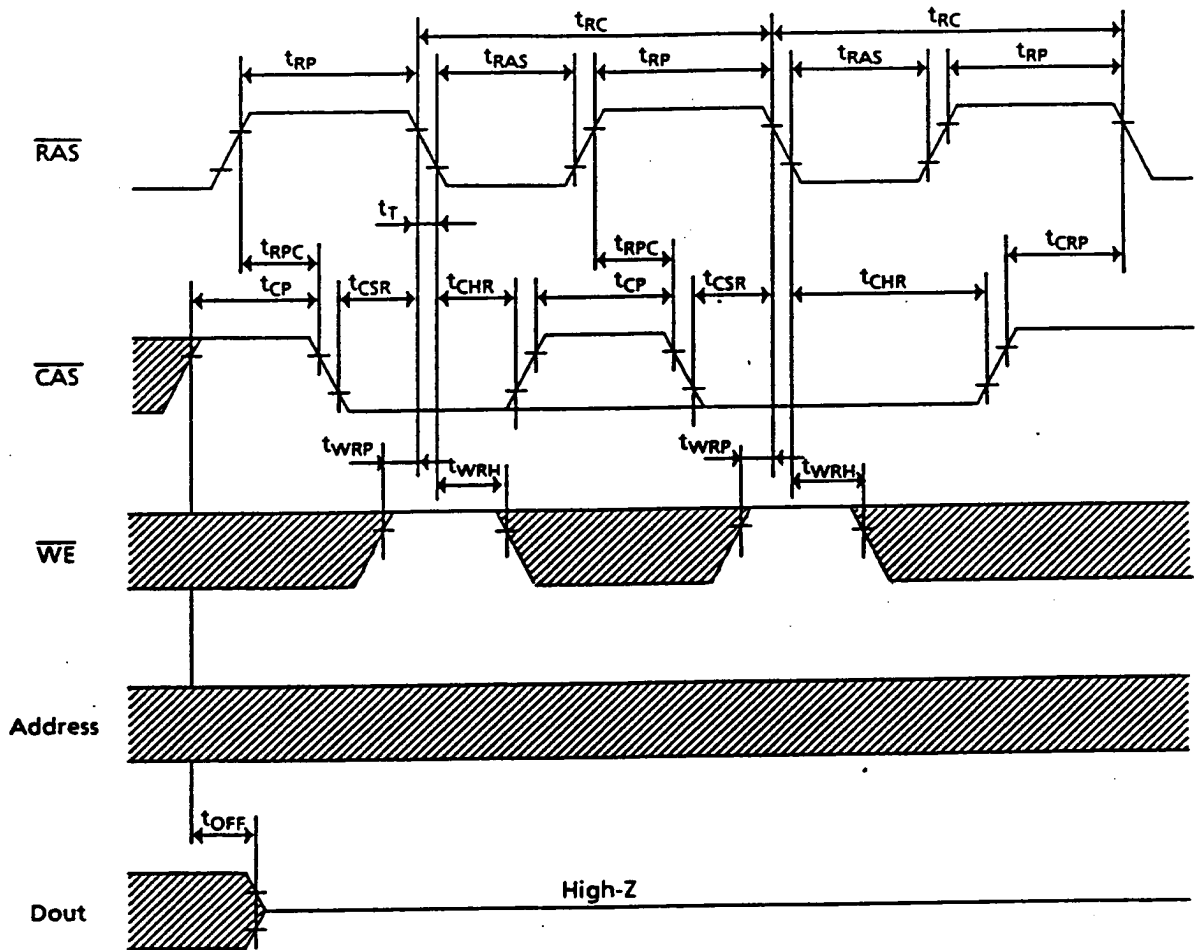 tRC tRC
tRP tRAS tRP tRAS tRP
RAS
tT
tRPC tRPC tCRP
tCP tCSR tCHR tCP tCSR tCHR
CAS
tWRP tWRH tWRP tWRH
WE
Address
tOFF
High-Z
Dout